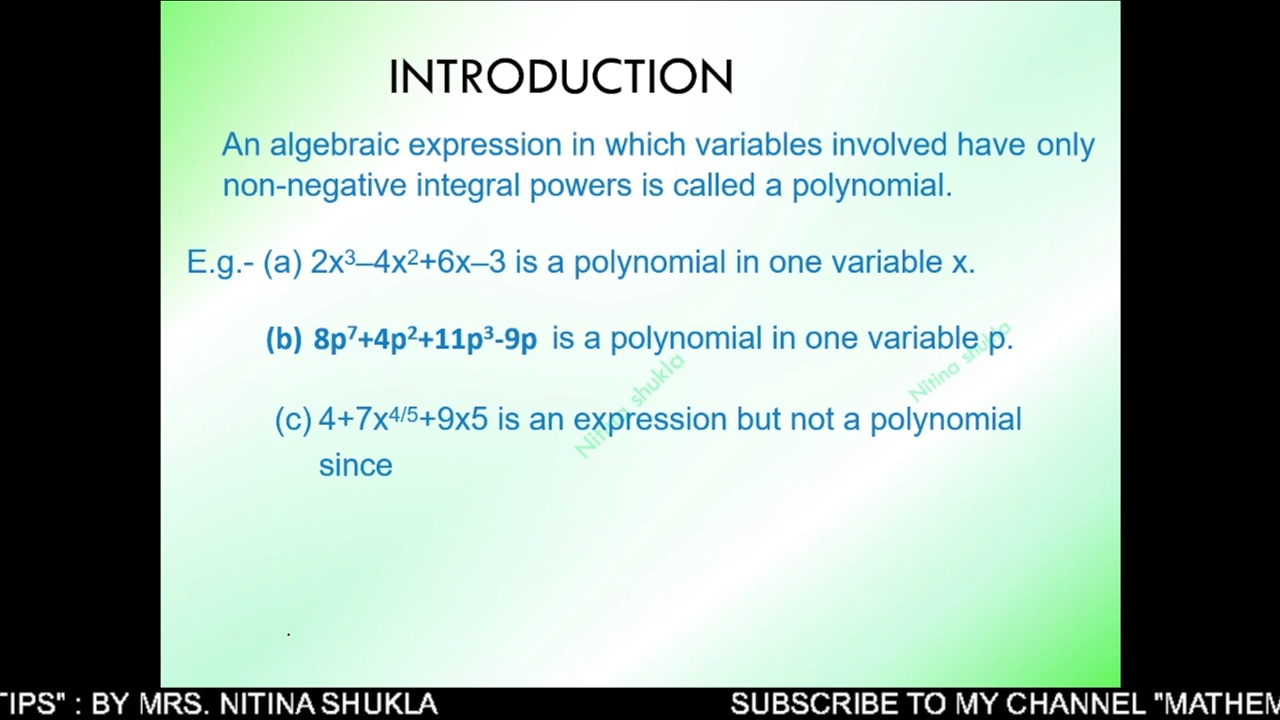 INTRODUCTION
An algebraic expression in which variables involved have only
non-negative integral powers is called a polynomial.
E.g.- (a) 2x³–4x²+6x–3 is a polynomial in one variable x.
(b) 8p⁷+4p²+11p³-9p is a polynomial in one variable p.
(c) 4+7x⁴/⁵+9x5 is an expression but not a polynomial
since
Nitina shukla
Nitina shukla
TIPS" : BY MRS. NITINA SHUKLA
SUBSCRIBE TO MY CHANNEL "MATHEM